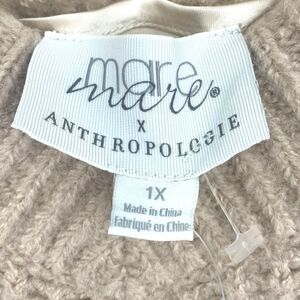 mare
mare®
X
ANTHROPOLOGIE
1X
Made in China
Fabriqué en Chine